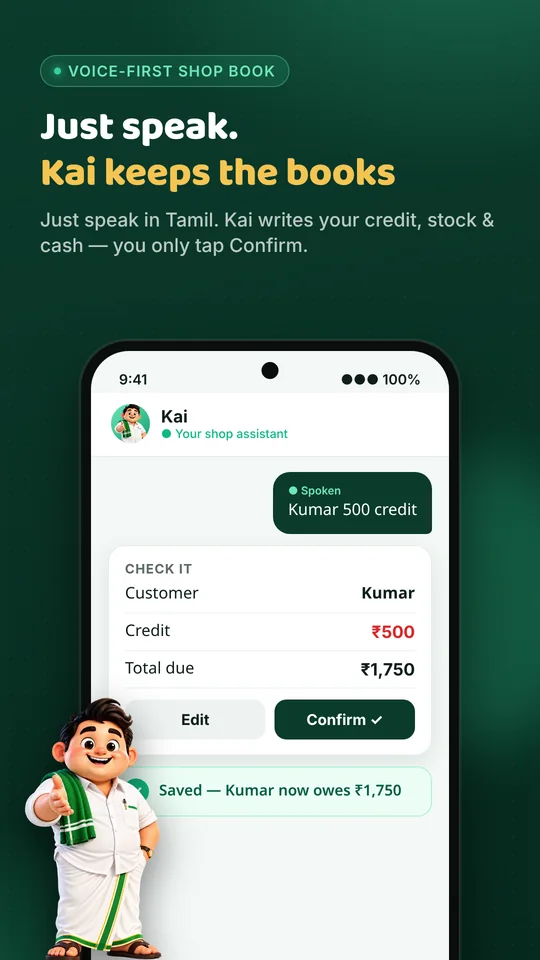 VOICE-FIRST SHOP BOOK
Just speak.
Kai keeps the books
Just speak in Tamil. Kai writes your credit, stock &
cash — you only tap Confirm.
9:41
100%
Kai
Your shop assistant
Spoken
Kumar 500 credit
CHECK IT
Customer Kumar
Credit ₹500
Total due ₹1,750
Edit Confirm ✓
Saved — Kumar now owes ₹1,750